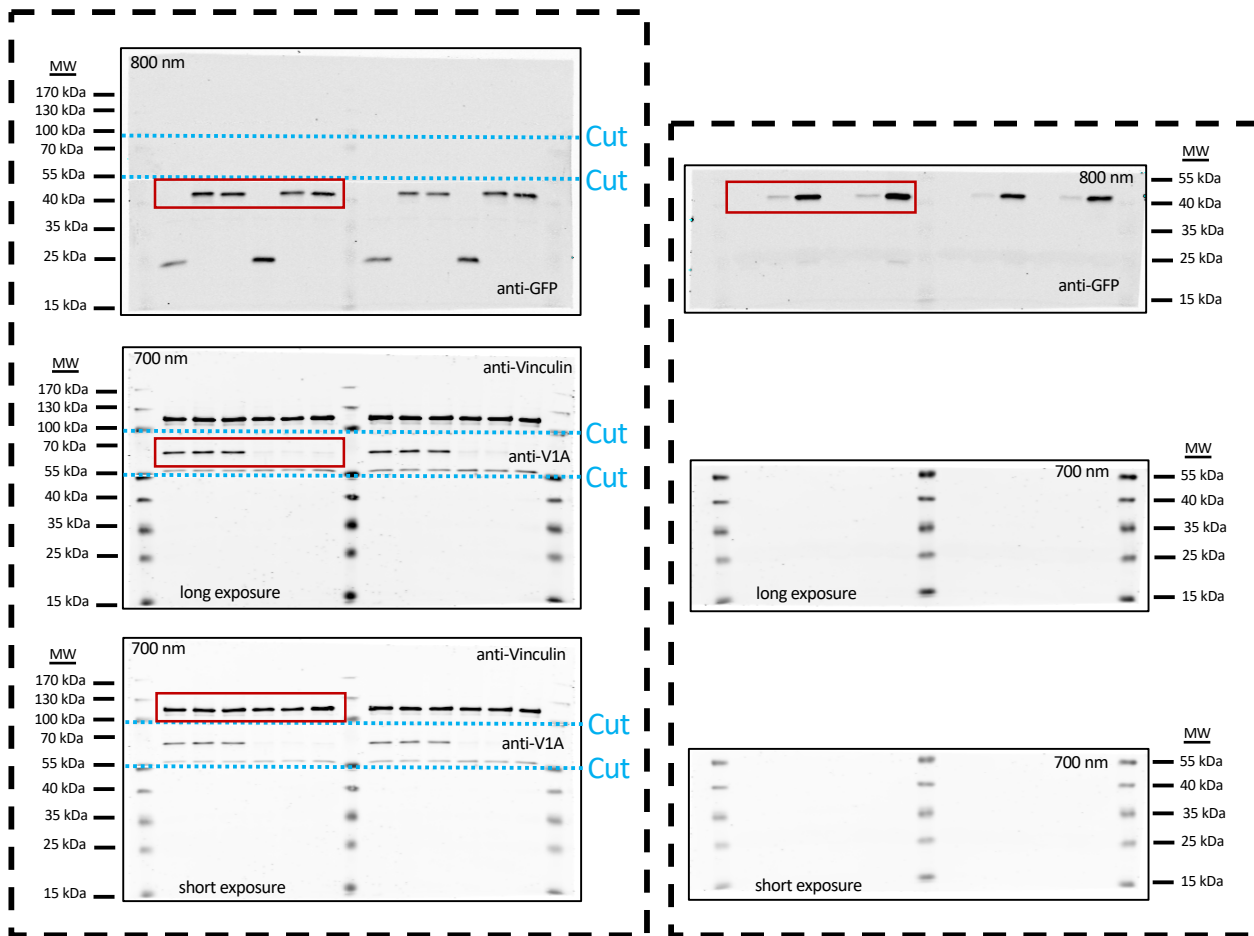 800 nm
MW
170 kDa
130 kDa
100 kDa
Cut
70 kDa
55 kDa
Cut
40 kDa
35 kDa
25 kDa
anti-GFP
15 kDa
700 nm
anti-Vinculin
MW
170 kDa
130 kDa
100 kDa
Cut
70 kDa
anti-V1A
55 kDa
Cut
40 kDa
35 kDa
25 kDa
long exposure
15 kDa
700 nm
anti-Vinculin
MW
170 kDa
130 kDa
100 kDa
Cut
70 kDa
anti-V1A
55 kDa
Cut
40 kDa
35 kDa
25 kDa
short exposure
15 kDa
MW
800 nm
55 kDa
40 kDa
35 kDa
25 kDa
anti-GFP
15 kDa
MW
700 nm
55 kDa
40 kDa
35 kDa
25 kDa
long exposure
15 kDa
MW
700 nm
55 kDa
40 kDa
35 kDa
25 kDa
short exposure
15 kDa